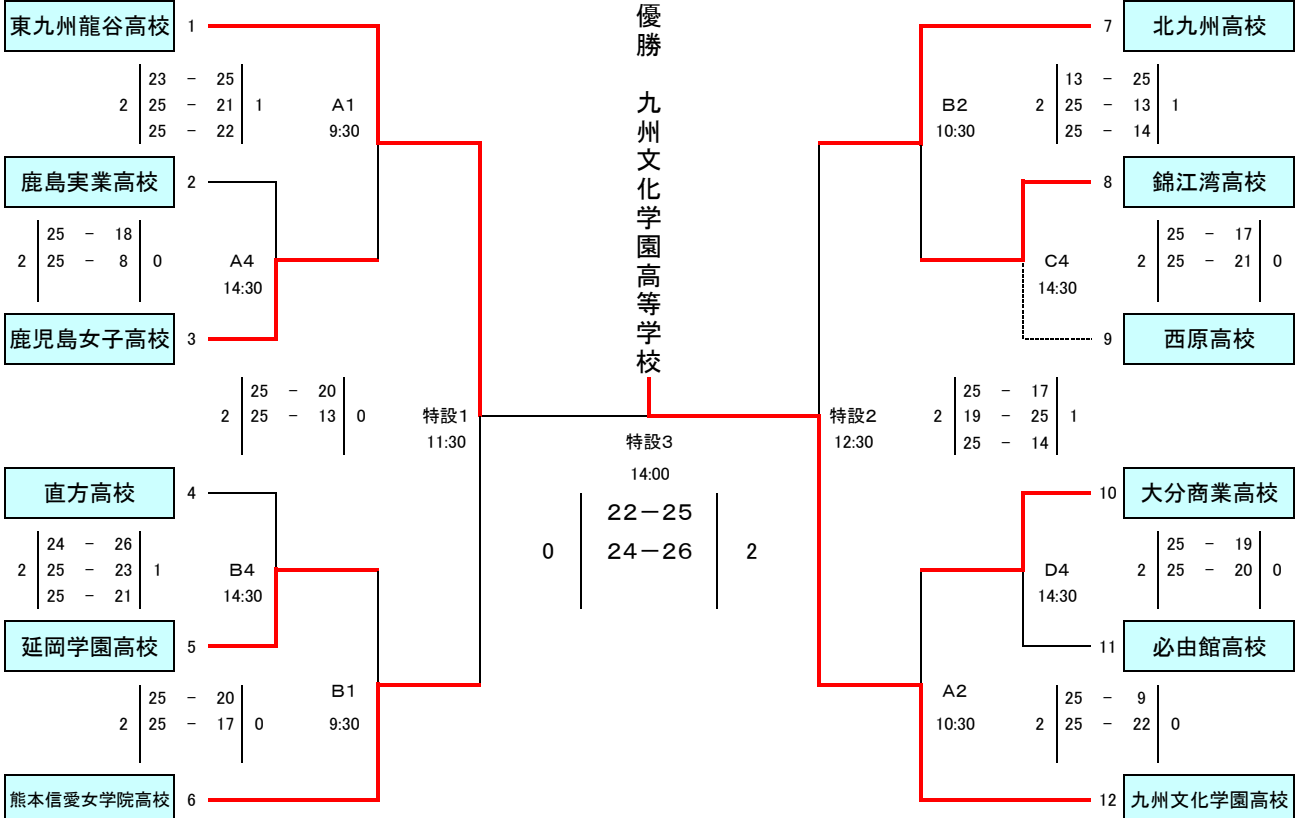 優勝 九州文化学園高等学校
東九州龍谷高校 1
23 - 25
2 25 - 21 1
25 - 22
A1
9:30
鹿島実業高校 2
25 - 18
2 25 - 8 0
A4
14:30
鹿児島女子高校 3
25 - 20
2 25 - 13 0
特設1
11:30
直方高校 4
24 - 26
2 25 - 23 1
25 - 21
B4
14:30
延岡学園高校 5
25 - 20
2 25 - 17 0
B1
9:30
熊本信愛女学院高校 6
特設3
14:00
22-25
0 24-26 2
7 北九州高校
B2
10:30
13 - 25
2 25 - 13 1
25 - 14
8 錦江湾高校
C4
14:30
25 - 17
2 25 - 21 0
9 西原高校
特設2
12:30
25 - 17
2 19 - 25 1
25 - 14
10 大分商業高校
D4
14:30
25 - 19
2 25 - 20 0
11 必由館高校
A2
10:30
25 - 9
2 25 - 22 0
12 九州文化学園高校